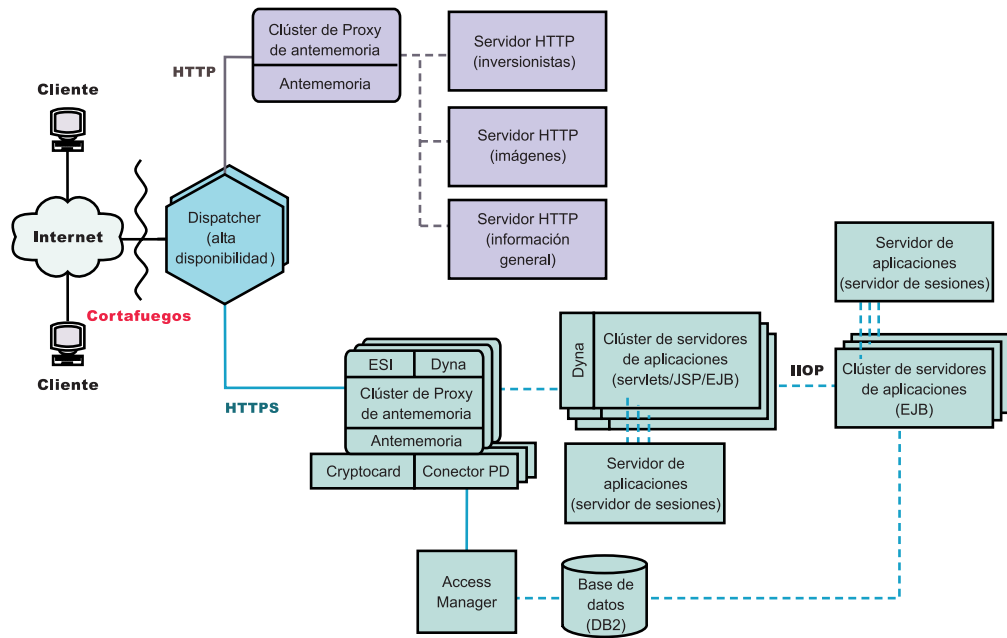 Clúster de Proxy
de antememoria
Antememoria
HTTP
Servidor HTTP
(inversionistas)
Servidor HTTP
(imágenes)
Servidor HTTP
(información
general)
Cliente
Internet
Dispatcher
(alta
disponibilidad)
Cortafuegos
Cliente
HTTPS
ESI
Dyna
Clúster de Proxy
de antememoria
Antememoria
Cryptocard
Conector PD
Dyna
Clúster de servidores
de aplicaciones
(servlets/JSP/EJB)
Servidor de
aplicaciones
(servidor de sesiones)
IIOP
Servidor de
aplicaciones
(servidor de sesiones)
Clúster de servidores
de aplicaciones
(EJB)
Access
Manager
Base de
datos
(DB2)